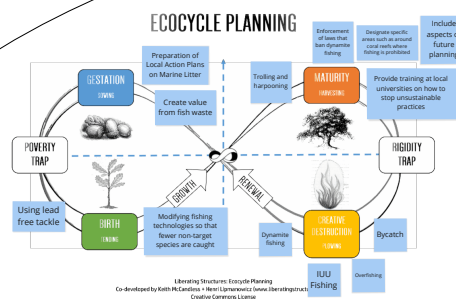 ECOCYCLE PLANNING
Enforcement
of laws that
ban dynamite
fishing
Designate specific
areas such as around
coral reefs where
fishing is prohibited
Include
aspects o
future
planning
Preparation of
Local Action Plans
on Marine Litter
GESTATION
SOWING
Create value
from fish waste
Trolling and
harpooning
MATURITY
HARVESTING
Provide training at local
universities on how to
stop unsustainable
practices
POVERTY
TRAP
RIGIDITY
TRAP
GROWTH
RENEWAL
Using lead
free tackle
BIRTH
TENDING
Modifying fishing
technologies so that
fewer non-target
species are caught
Dynamite
fishing
CREATIVE
DESTRUCTION
PLOWING
Bycatch
IUU
Fishing
Overfishing
Liberating Structures: Ecocycle Planning
Co-developed by Keith McCandless + Henri Lipmanowicz (www.liberatingstruct
Creative Commons License